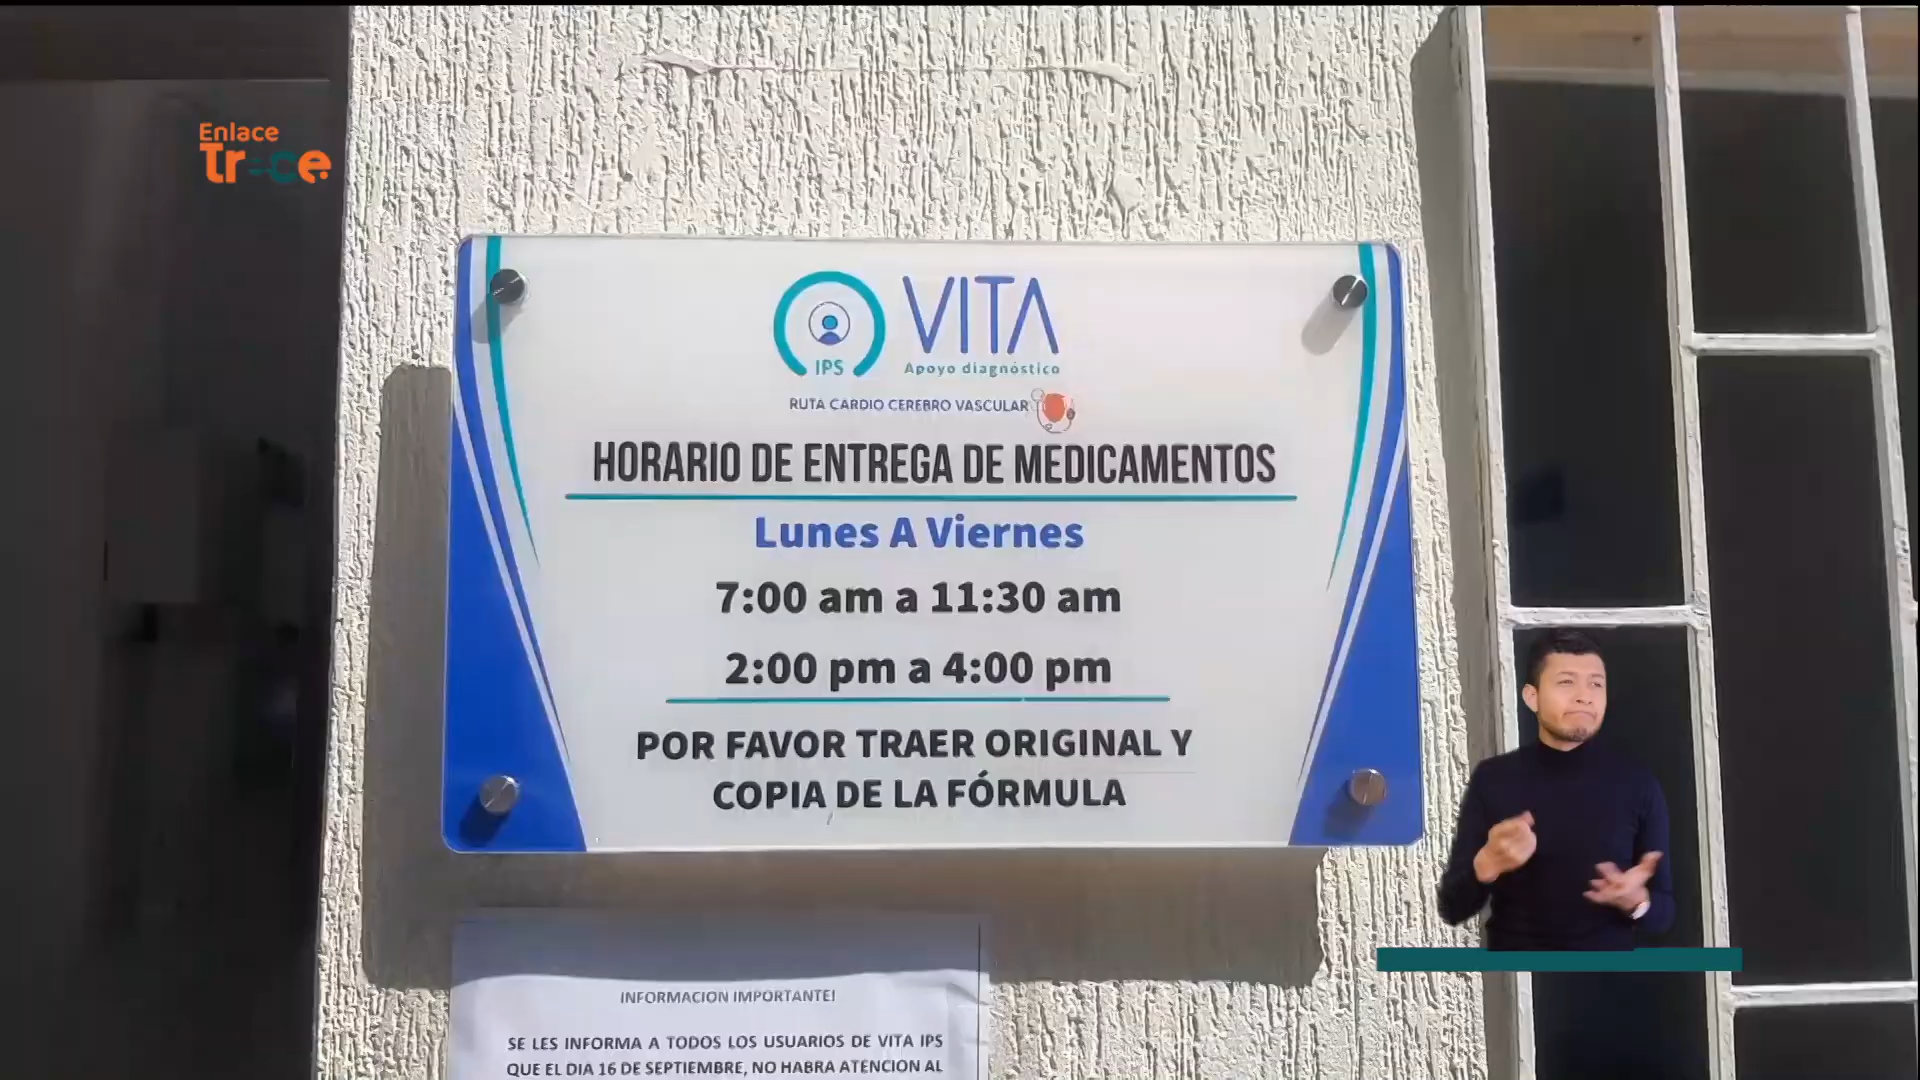 Enlace
trece
VITA
IPS
Apoyo diagnóstico
RUTA CARDIO CEREBRO VASCULAR
HORARIO DE ENTREGA DE MEDICAMENTOS
Lunes A Viernes
7:00 am a 11:30 am
2:00 pm a 4:00 pm
POR FAVOR TRAER ORIGINAL Y
COPIA DE LA FÓRMULA
INFORMACION IMPORTANTE!
SE LES INFORMA A TODOS LOS USUARIOS DE VITA IPS
QUE EL DIA 16 DE SEPTIEMBRE, NO HABRA ATENCION AL